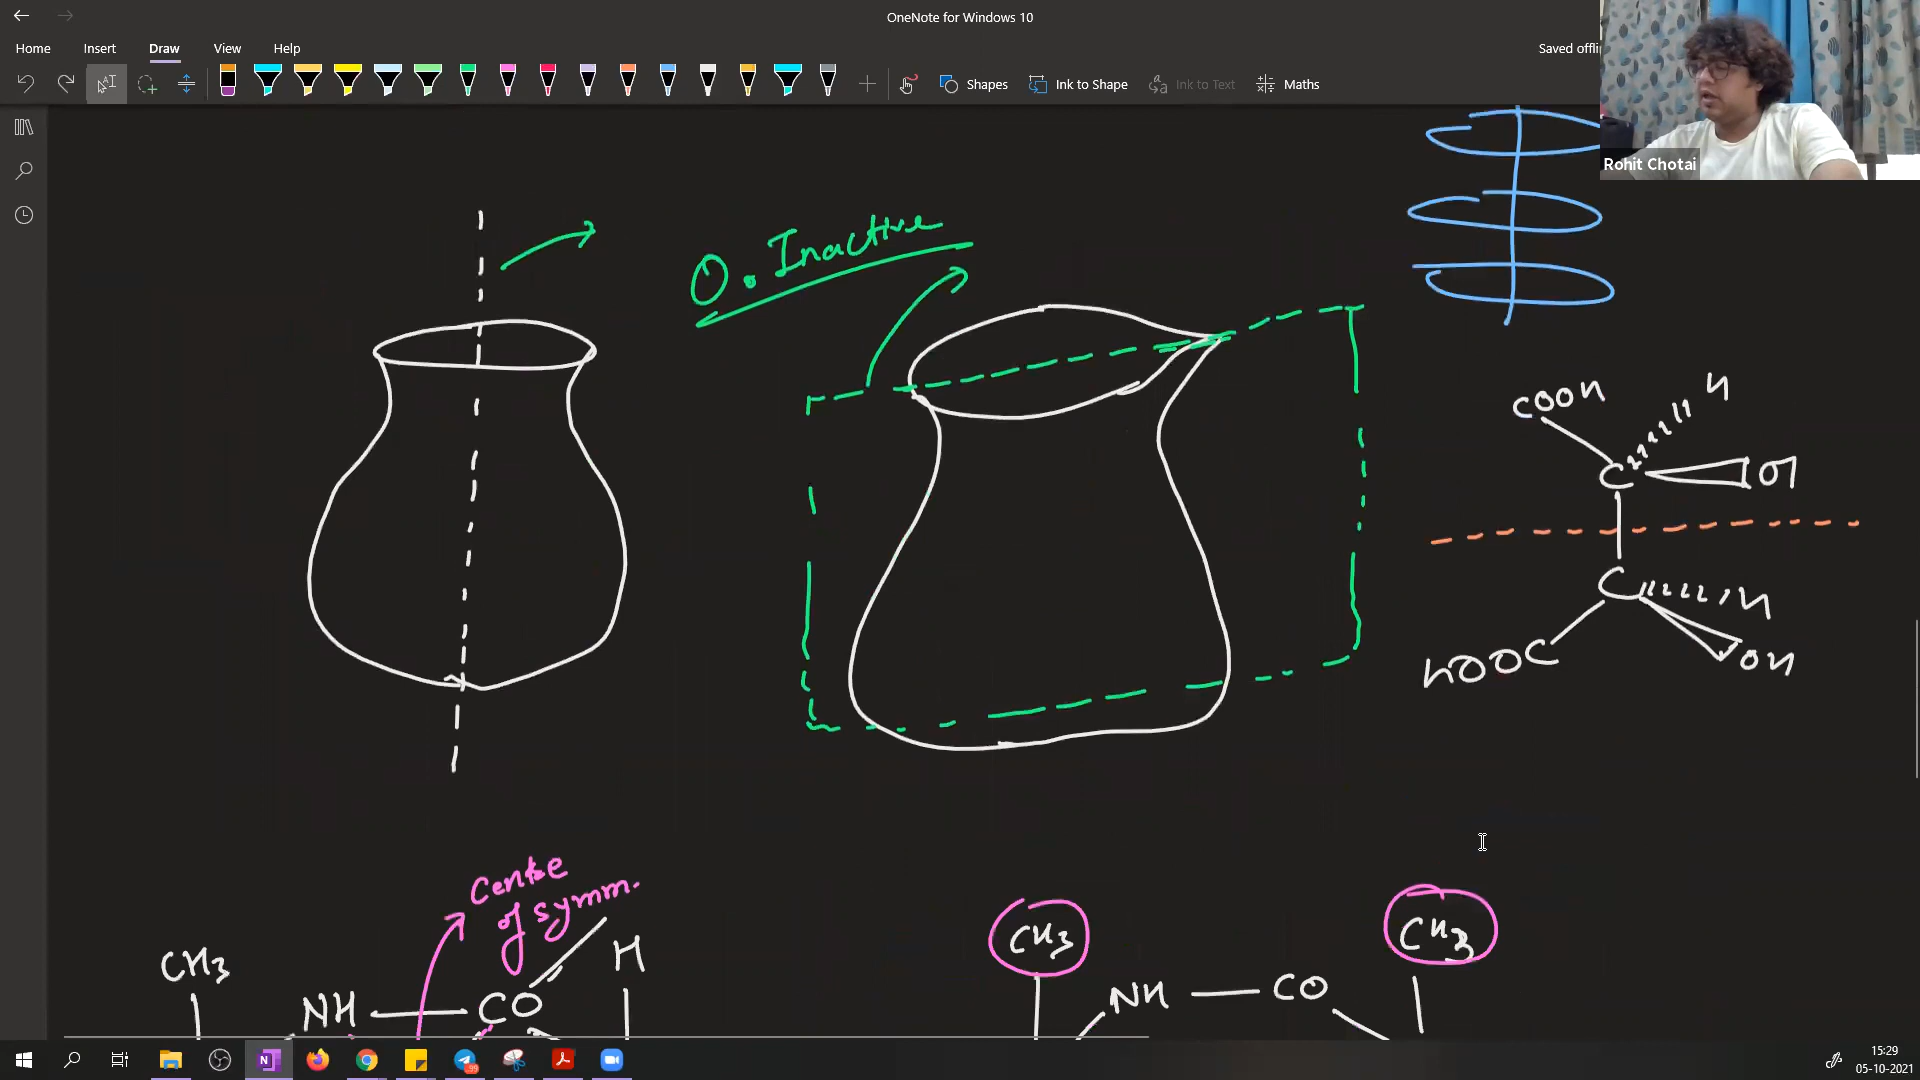 OneNote for Windows 10
Home Insert Draw View Help
Saved offli
Shapes Ink to Shape Ink to Text Maths
Rohit Chotai
O. Inactive
COOH
H
C
OH
C
H
HOOC
OH
Centre
of symm.
CH3
H
NH CO
CH3
CH3
NH CO
39
15:29
05-10-2021